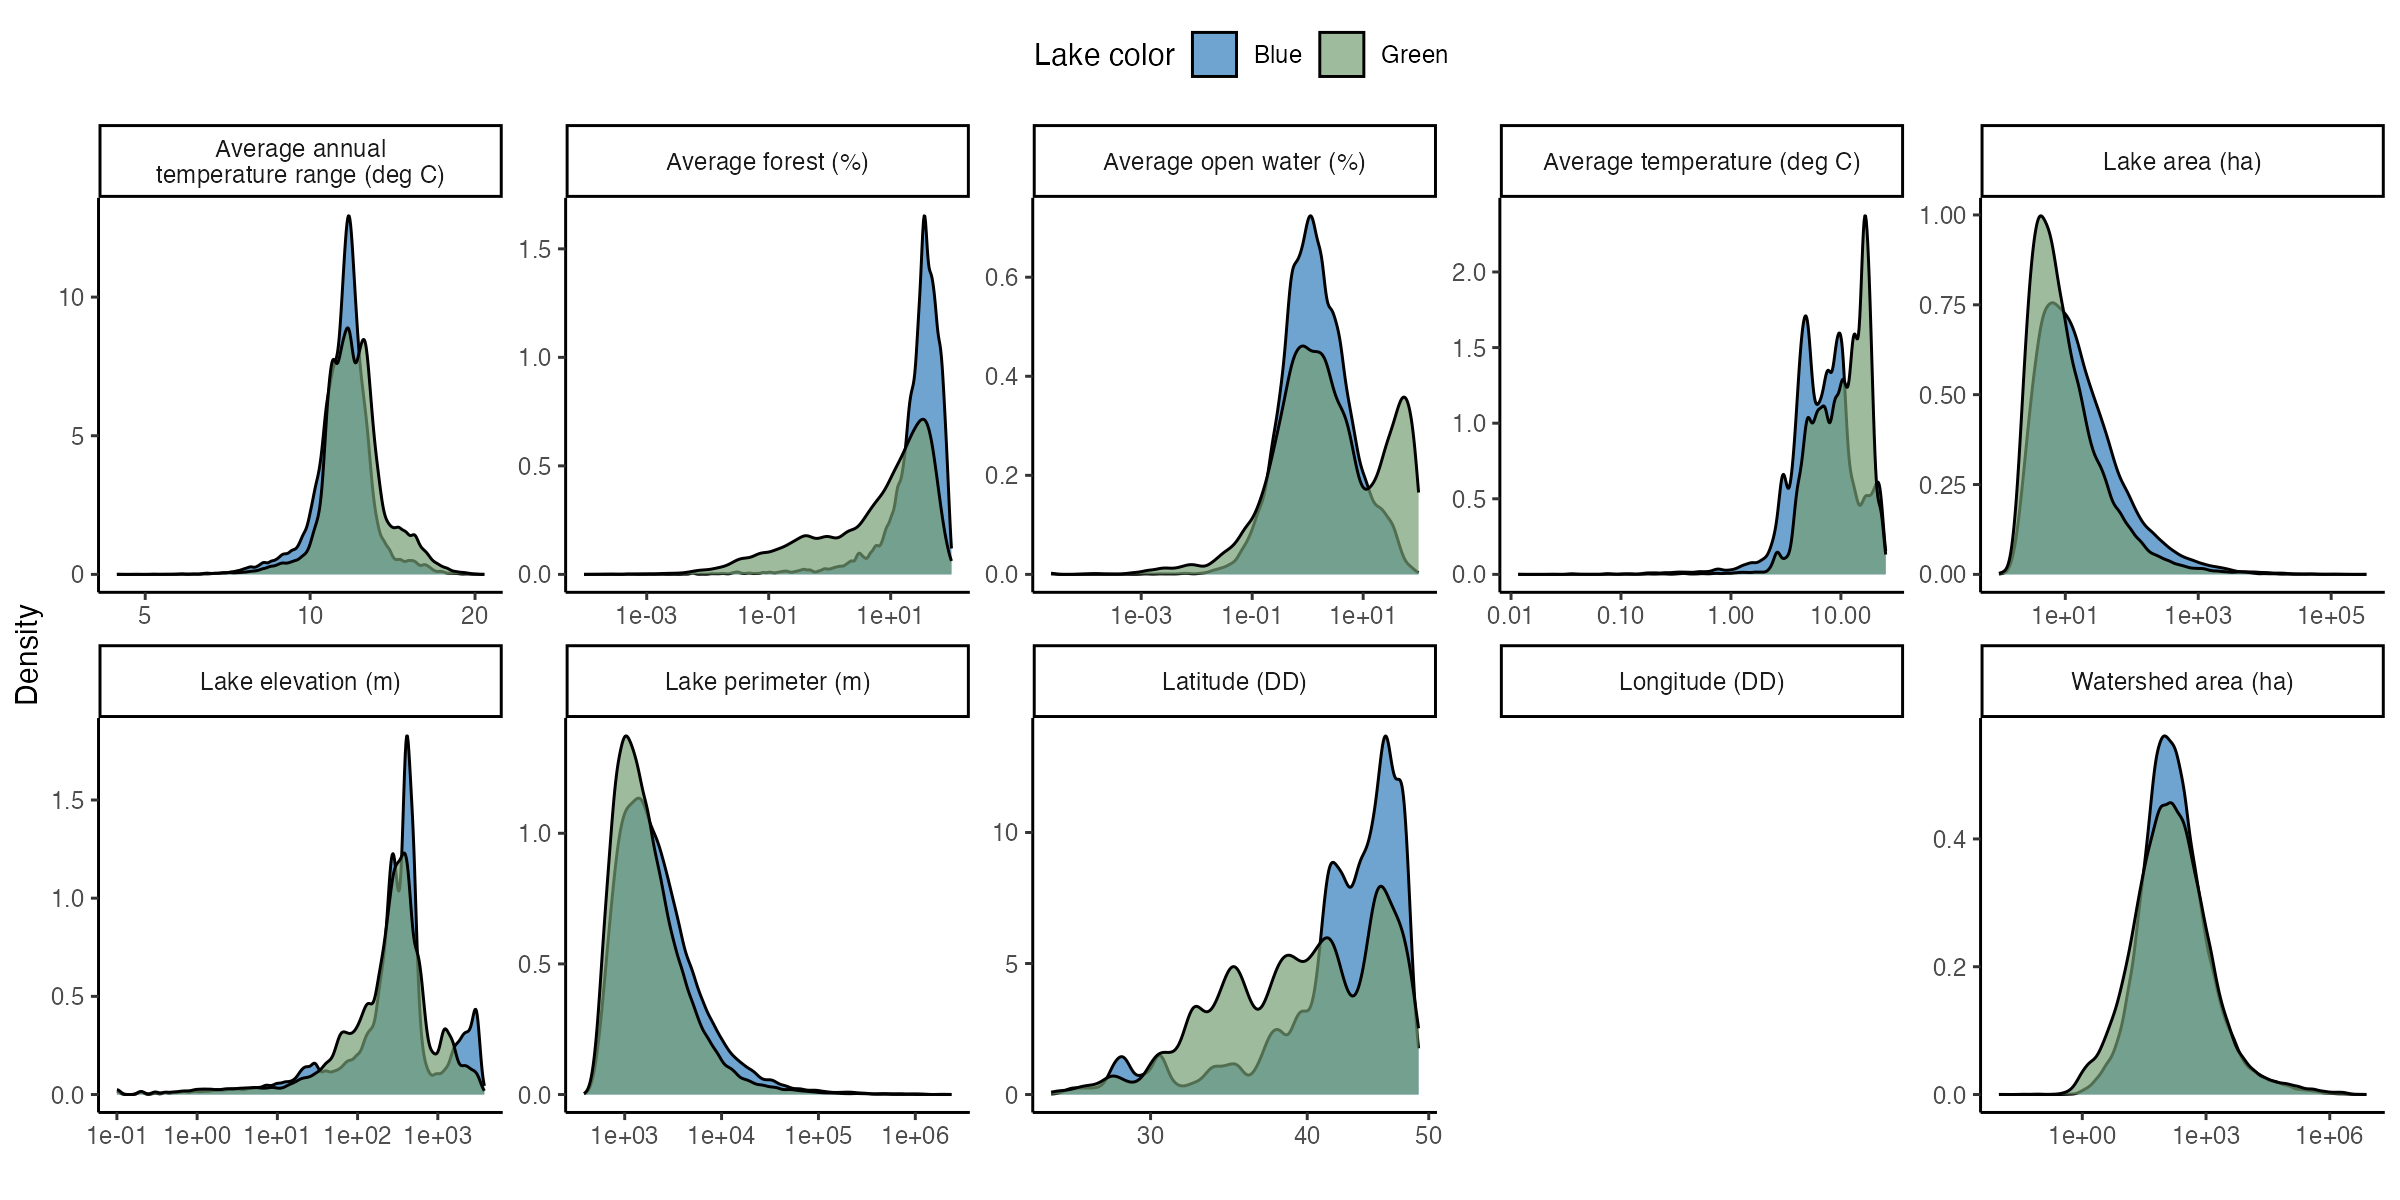 Lake color Blue Green
Average annual
temperature range (deg C)
Average forest (%)
Average open water (%)
Average temperature (deg C)
Lake area (ha)
10
5
0
5 10 20
1.5
1.0
0.5
0.0
1e-03 1e-01 1e+01
0.6
0.4
0.2
0.0
1e-03 1e-01 1e+01
2.0
1.5
1.0
0.5
0.0
0.01 0.10 1.00 10.00
1.00
0.75
0.50
0.25
0.00
1e+01 1e+03 1e+05
Density
Lake elevation (m)
Lake perimeter (m)
Latitude (DD)
Longitude (DD)
Watershed area (ha)
1.5
1.0
0.5
0.0
1e-01 1e+00 1e+01 1e+02 1e+03
1.0
0.5
0.0
1e+03 1e+04 1e+05 1e+06
10
5
0
30 40 50
0.4
0.2
0.0
1e+00 1e+03 1e+06